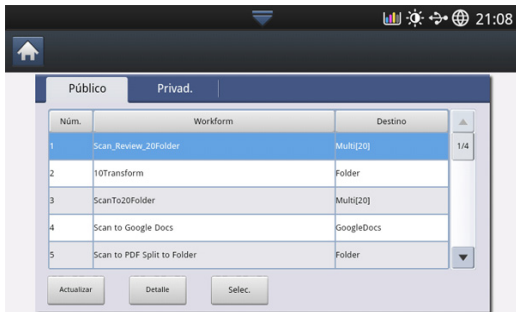 21:08
Público Privad.
Núm. Workform Destino
1 Scan_Review_20Folder Multi[20] 1/4
2 10Transform Folder
3 ScanTo20Folder Multi[20]
4 Scan to Google Docs GoogleDocs
5 Scan to PDF Split to Folder Folder
Actualizar Detalle Selec.